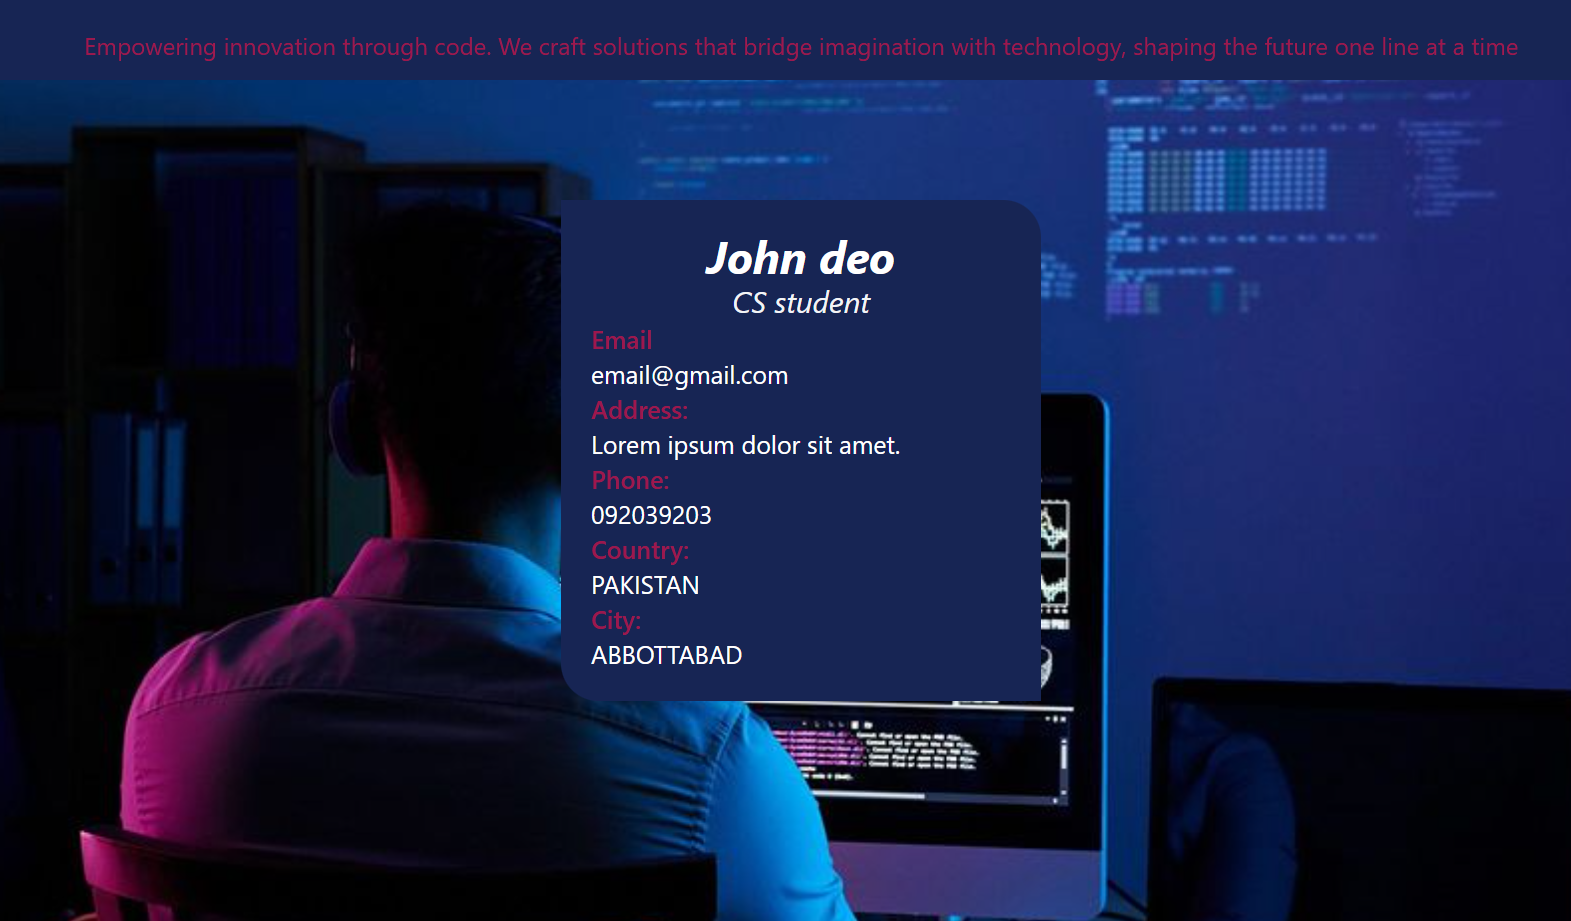 Empowering innovation through code. We craft solutions that bridge imagination with technology, shaping the future one line at a time
John deo
CS student
Email
email@gmail.com
Address:
Lorem ipsum dolor sit amet.
Phone:
092039203
Country:
PAKISTAN
City:
ABBOTTABAD